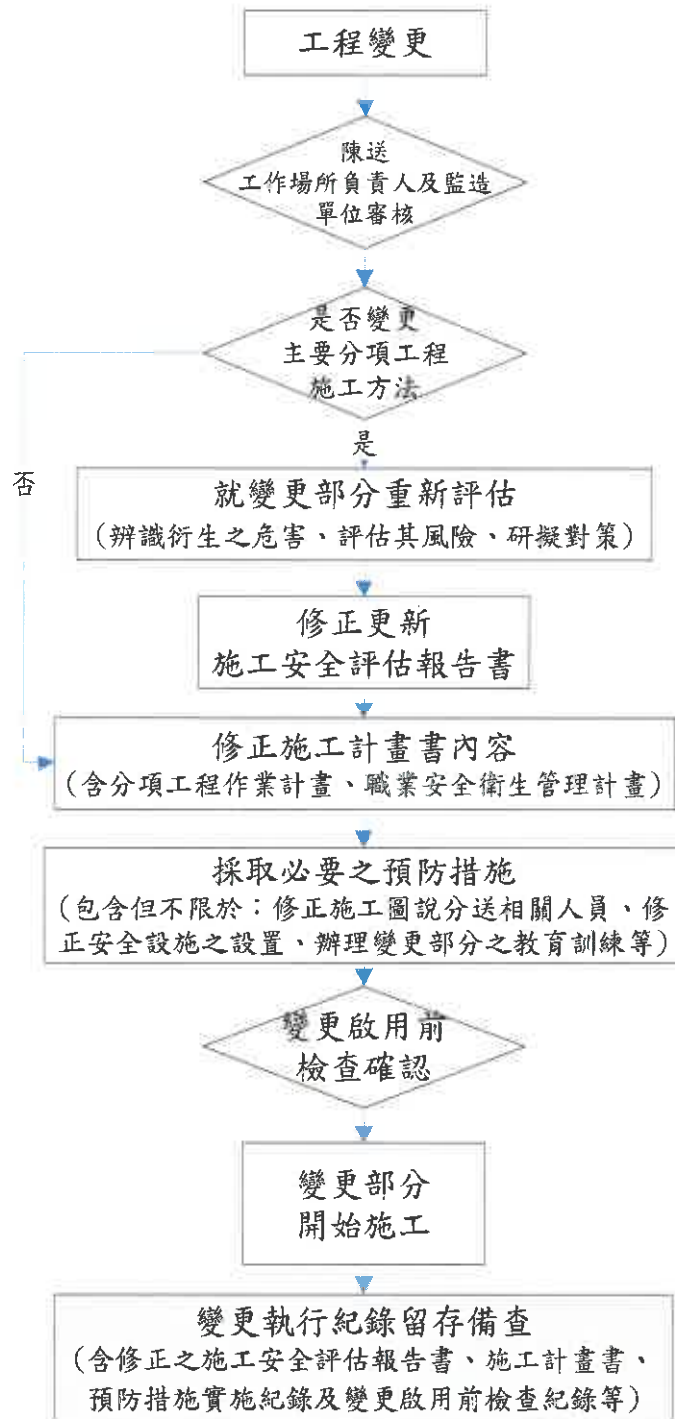 工程變更
陳送
工作場所負責人及監造
單位審核
是否變更
主要分項工程
施工方法
是
否
就變更部分重新評估
(辨識衍生之危害、評估其風險、研擬對策)
修正更新
施工安全評估報告書
修正施工計畫書內容
(含分項工程作業計畫、職業安全衛生管理計畫)
採取必要之預防措施
(包含但不限於：修正施工圖說分送相關人員、修
正安全設施之設置、辦理變更部分之教育訓練等)
變更啟用前
檢查確認
變更部分
開始施工
變更執行紀錄留存備查
(含修正之施工安全評估報告書、施工計畫書、
預防措施實施紀錄及變更啟用前檢查紀錄等)